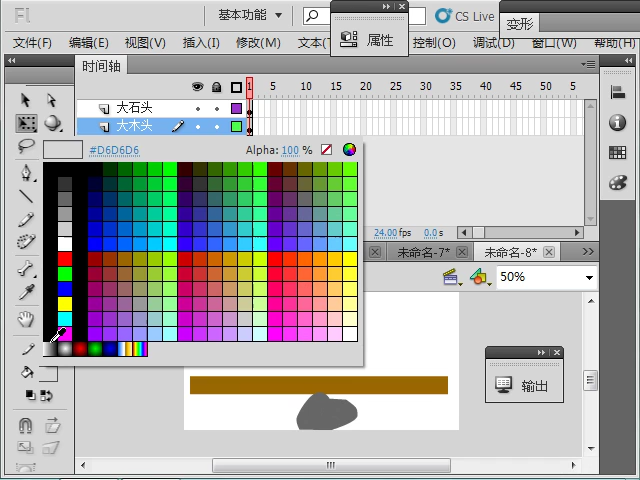 Fl
基本功能
CS Live
属性
变形
文件(F) 编辑(E) 视图(V) 插入(I) 修改(M) 文本(T 控制(O) 调试(D) 窗口(W) 帮助(H)
时间轴
1 5 10 15 20 25 30 35 40 45 50 5
大石头
大木头
#D6D6D6 Alpha: 100 %
24.00 fps 0.0 s
未命名-7* 未命名-8*
50%
输出